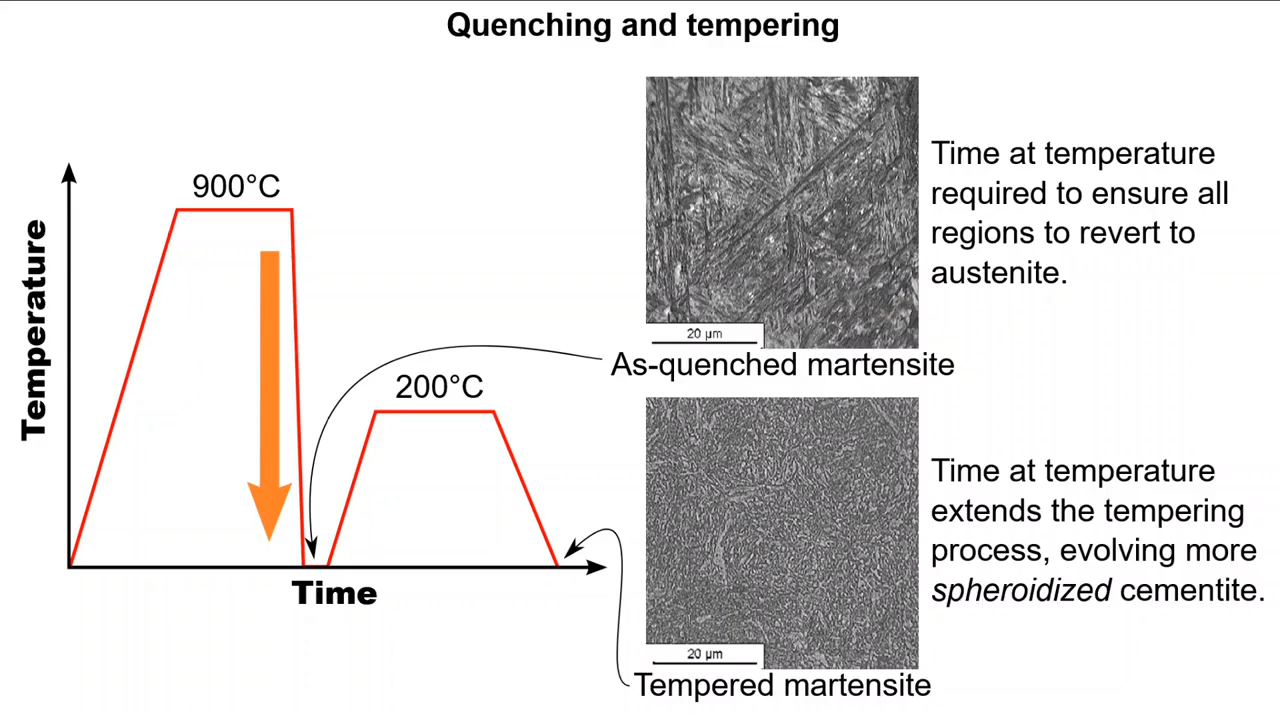 Quenching and tempering
900°C
200°C
Temperature
Time
20 µm
As-quenched martensite
Time at temperature
required to ensure all
regions to revert to
austenite.
20 µm
Tempered martensite
Time at temperature
extends the tempering
process, evolving more
spheroidized cementite.